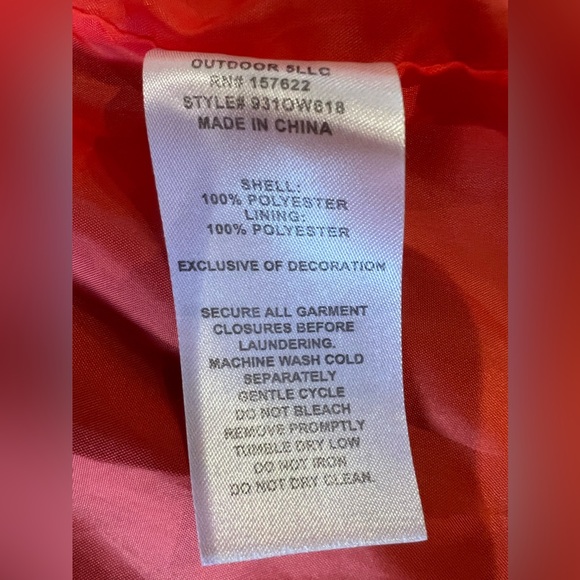 OUTDOOR 5LLC
RN# 157622
STYLE# 931OW618
MADE IN CHINA
SHELL:
100% POLYESTER
LINING:
100% POLYESTER
EXCLUSIVE OF DECORATION
SECURE ALL GARMENT
CLOSURES BEFORE
LAUNDERING.
MACHINE WASH COLD
SEPARATELY
GENTLE CYCLE
DO NOT BLEACH
REMOVE PROMPTLY
TUMBLE DRY LOW
DO NOT IRON
DO NOT DRY CLEAN.